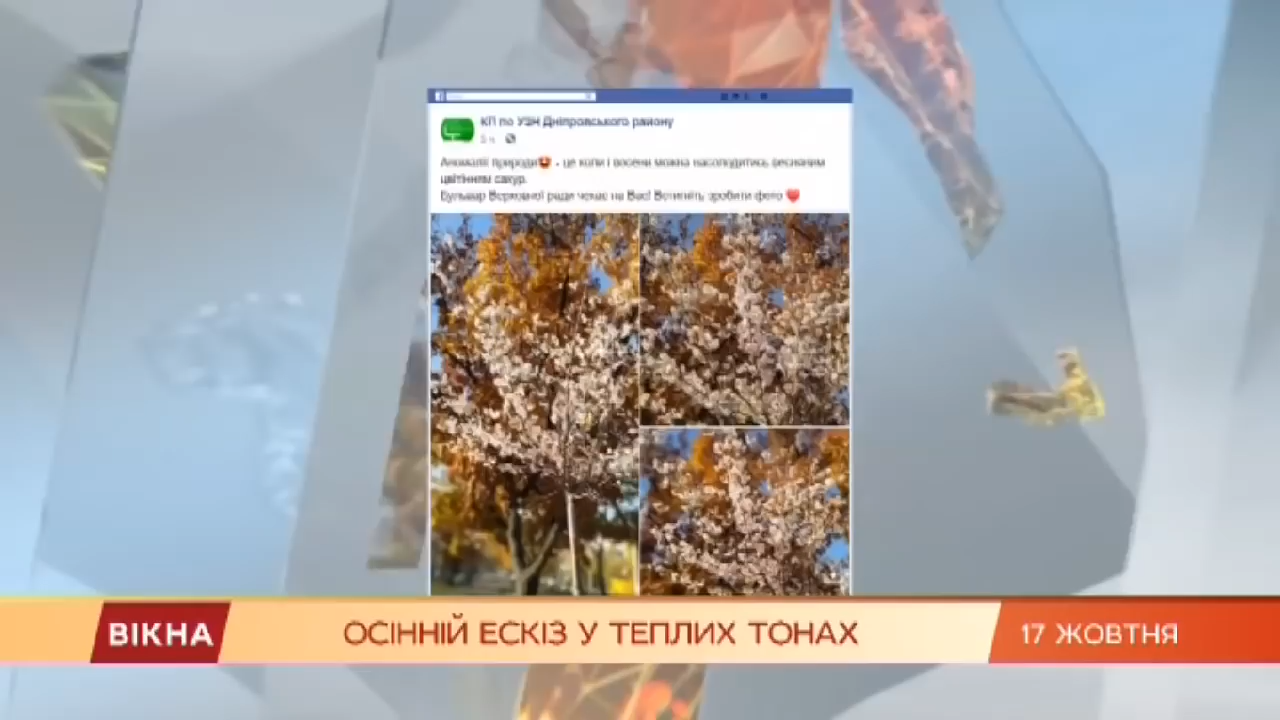 КП по УЗН Дніпровського району
Аномалії природи - це коли і восени можна насолодитись весняним
цвітінням сакур.
Бульвар Верховної ради чекає на Вас! Встигніть зробити фото
ВІКНА
ОСІННІЙ ЕСКІЗ У ТЕПЛИХ ТОНАХ
17 ЖОВТНЯ